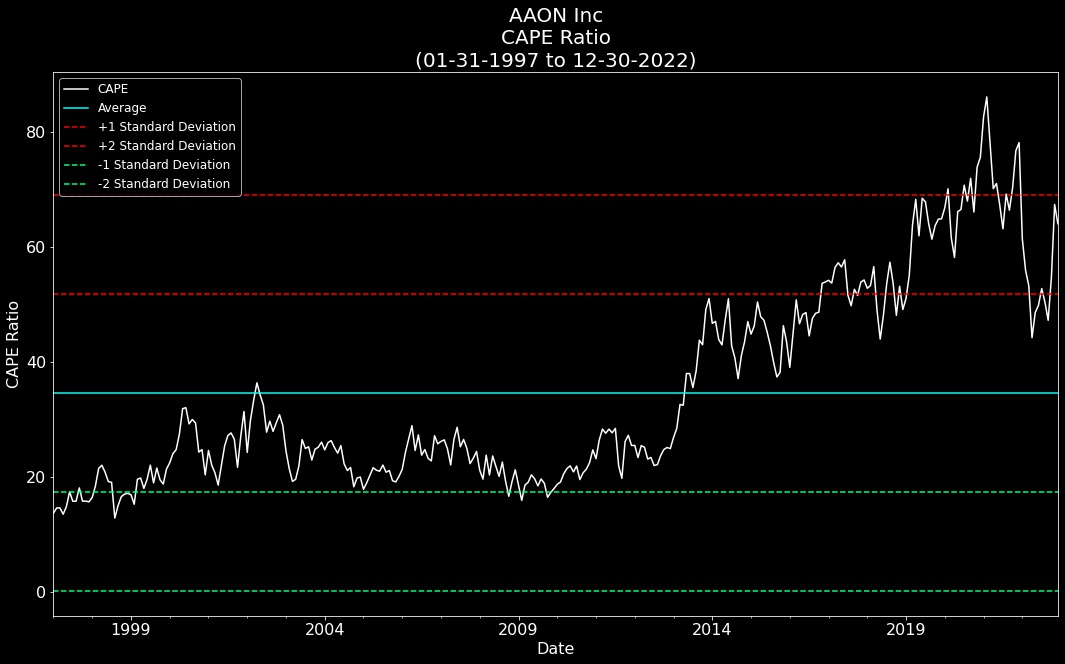 AAON Inc
CAPE Ratio
(01-31-1997 to 12-30-2022)
CAPE
Average
+1 Standard Deviation
+2 Standard Deviation
-1 Standard Deviation
-2 Standard Deviation
80
60
40
20
0
CAPE Ratio
1999 2004 2009 2014 2019
Date